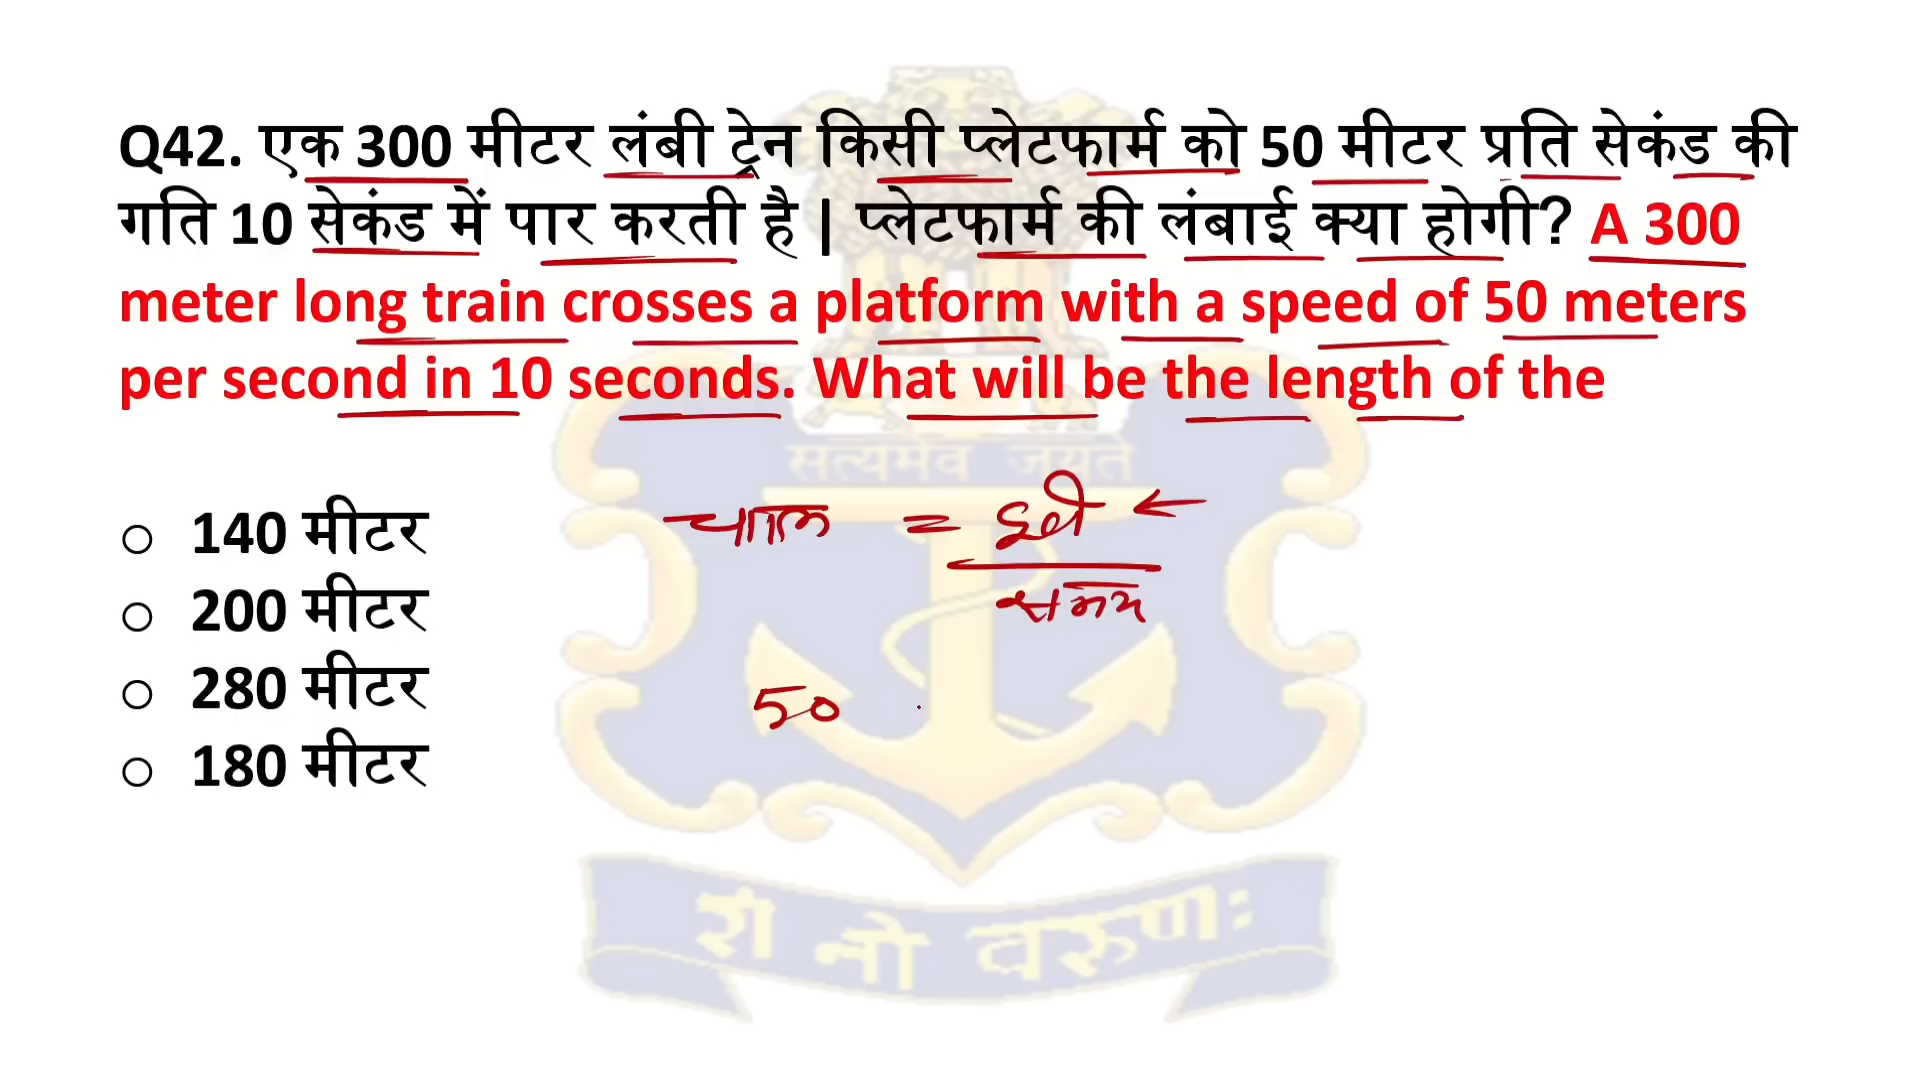 Q42. एक 300 मीटर लंबी ट्रेन किसी प्लेटफार्म को 50 मीटर प्रति सेकंड की
गति 10 सेकंड में पार करती है | प्लेटफार्म की लंबाई क्या होगी? A 300
meter long train crosses a platform with a speed of 50 meters
per second in 10 seconds. What will be the length of the
सत्यमेव जयते
140 मीटर
चाल = दूरी
200 मीटर
समय
280 मीटर
50
180 मीटर
शं नो वरुणः